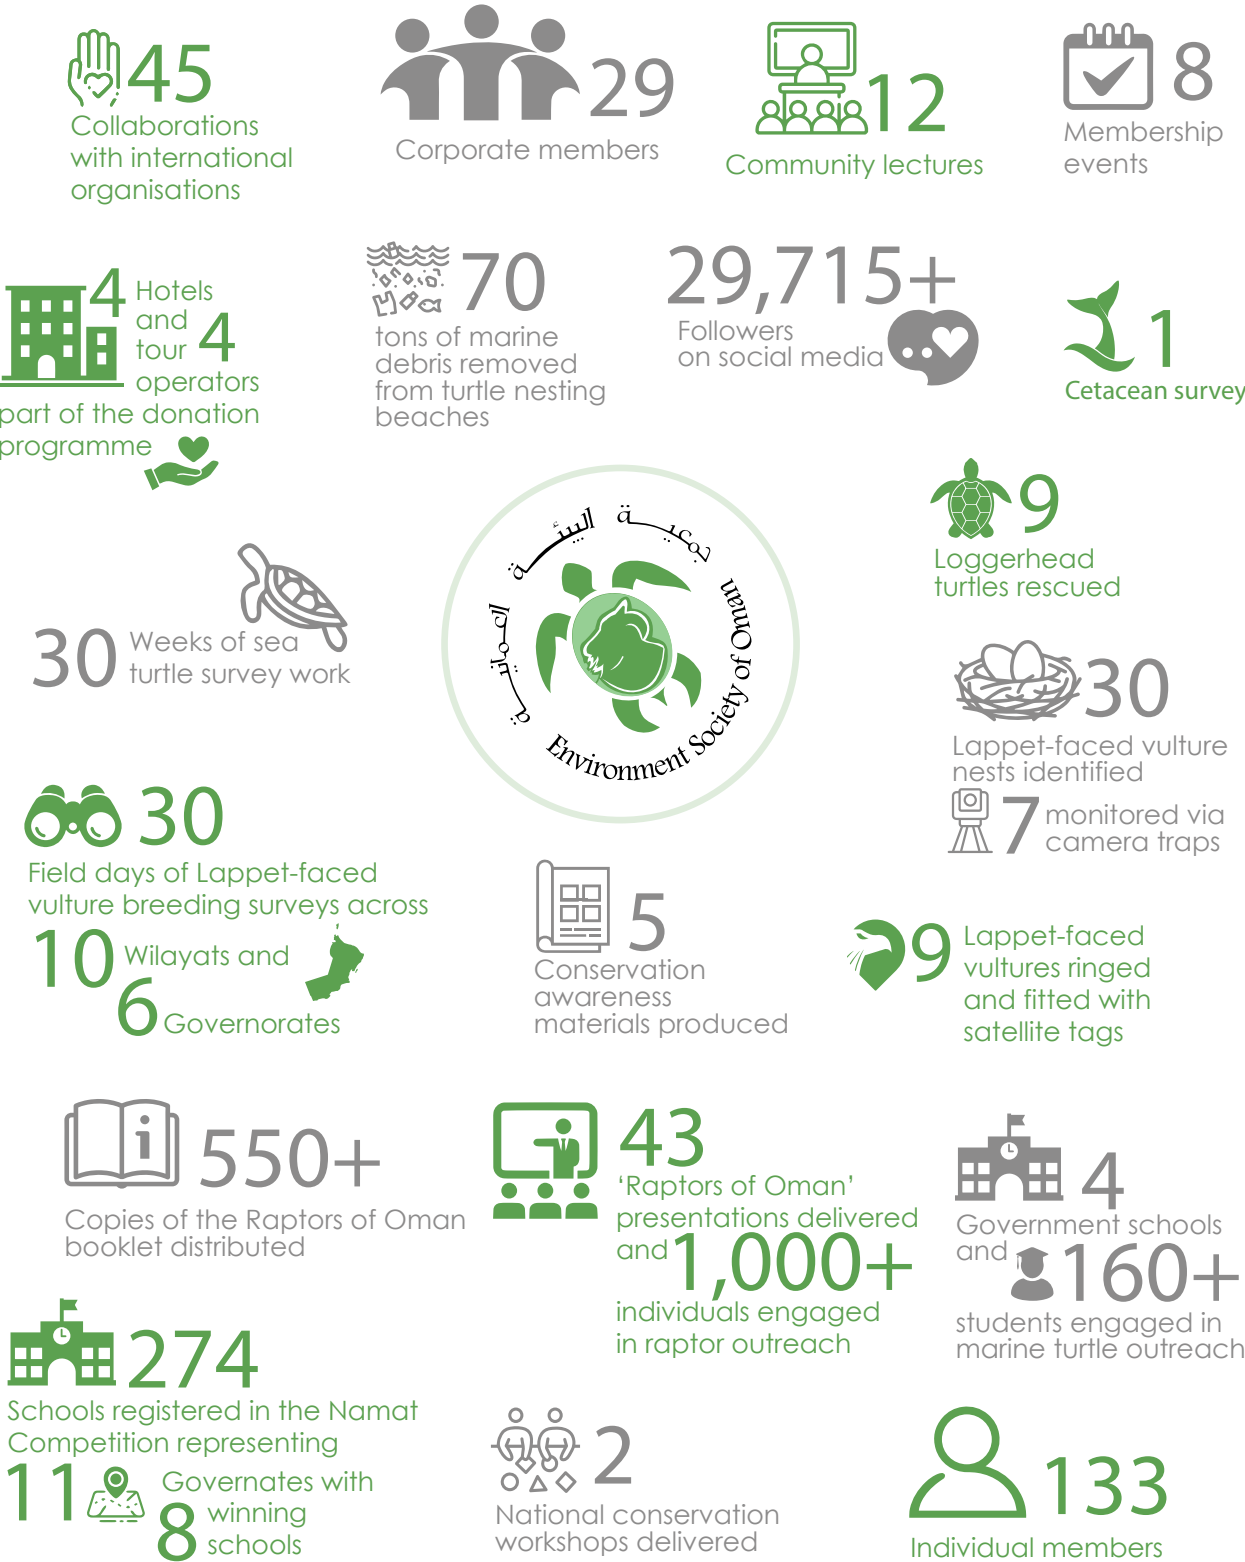 45
Collaborations
with international
organisations
29
Corporate members
12
Community lectures
8
Membership
events
4 Hotels
and
tour 4
operators
part of the donation
programme
70
tons of marine
debris removed
from turtle nesting
beaches
29,715+
Followers
on social media
1
Cetacean survey
30 Weeks of sea
turtle survey work
جمعية البيئة العمانية
Environment Society of Oman
9
Loggerhead
turtles rescued
30
Lappet-faced vulture
nests identified
7 monitored via
camera traps
30
Field days of Lappet-faced
vulture breeding surveys across
10 Wilayats and
6 Governorates
5
Conservation
awareness
materials produced
9 Lappet-faced
vultures ringed
and fitted with
satellite tags
i 550+
Copies of the Raptors of Oman
booklet distributed
43
‘Raptors of Oman’
presentations delivered
and 1,000+
individuals engaged
in raptor outreach
4
Government schools
and 160+
students engaged in
marine turtle outreach
274
Schools registered in the Namat
Competition representing
11 Governates with
8 winning
schools
2
National conservation
workshops delivered
133
Individual members